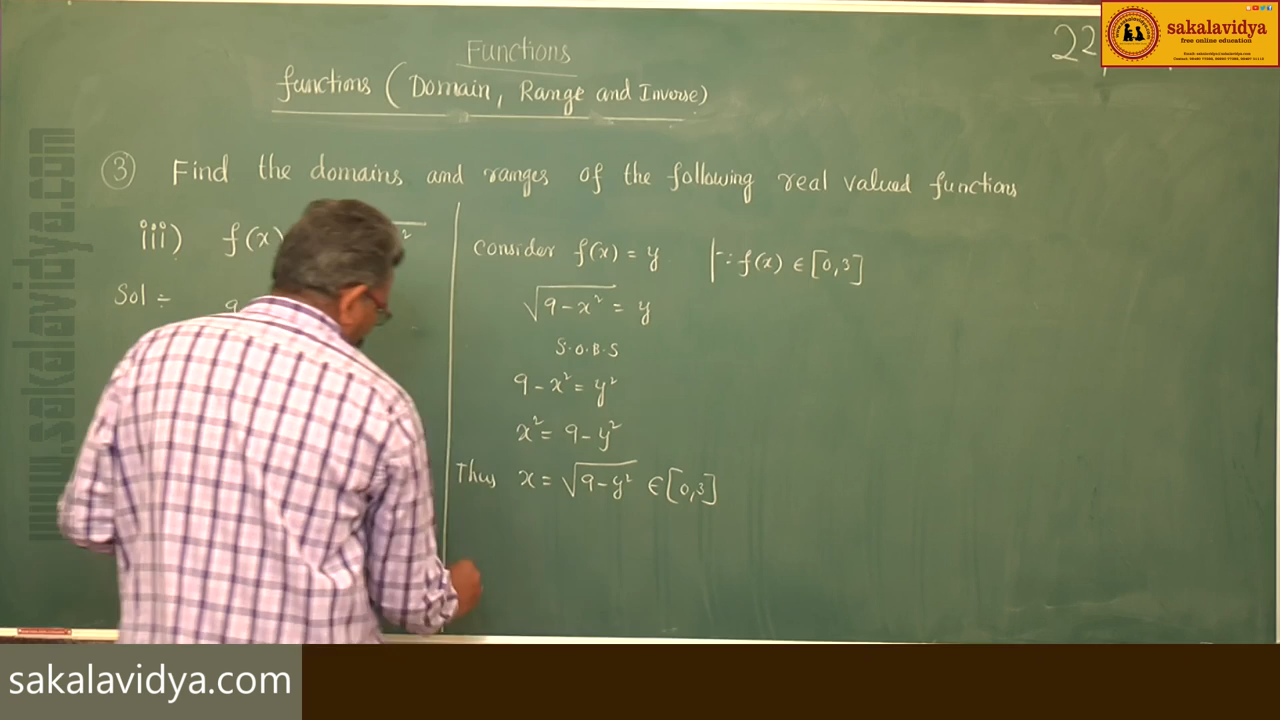 Functions
functions (Domain, Range and Inverse)
22
sakalavidya
free online education
③ Find the domains and ranges of the following real valued functions
iii) f(x)
Sol :-
9
Consider f(x) = y |∵ f(x) ∈ [0,3]
√(9-x²) = y
S.O.B.S
9 - x² = y²
x² = 9 - y²
Thus x = √(9-y²) ∈ [0,3]
www.sakalavidya.com
sakalavidya.com